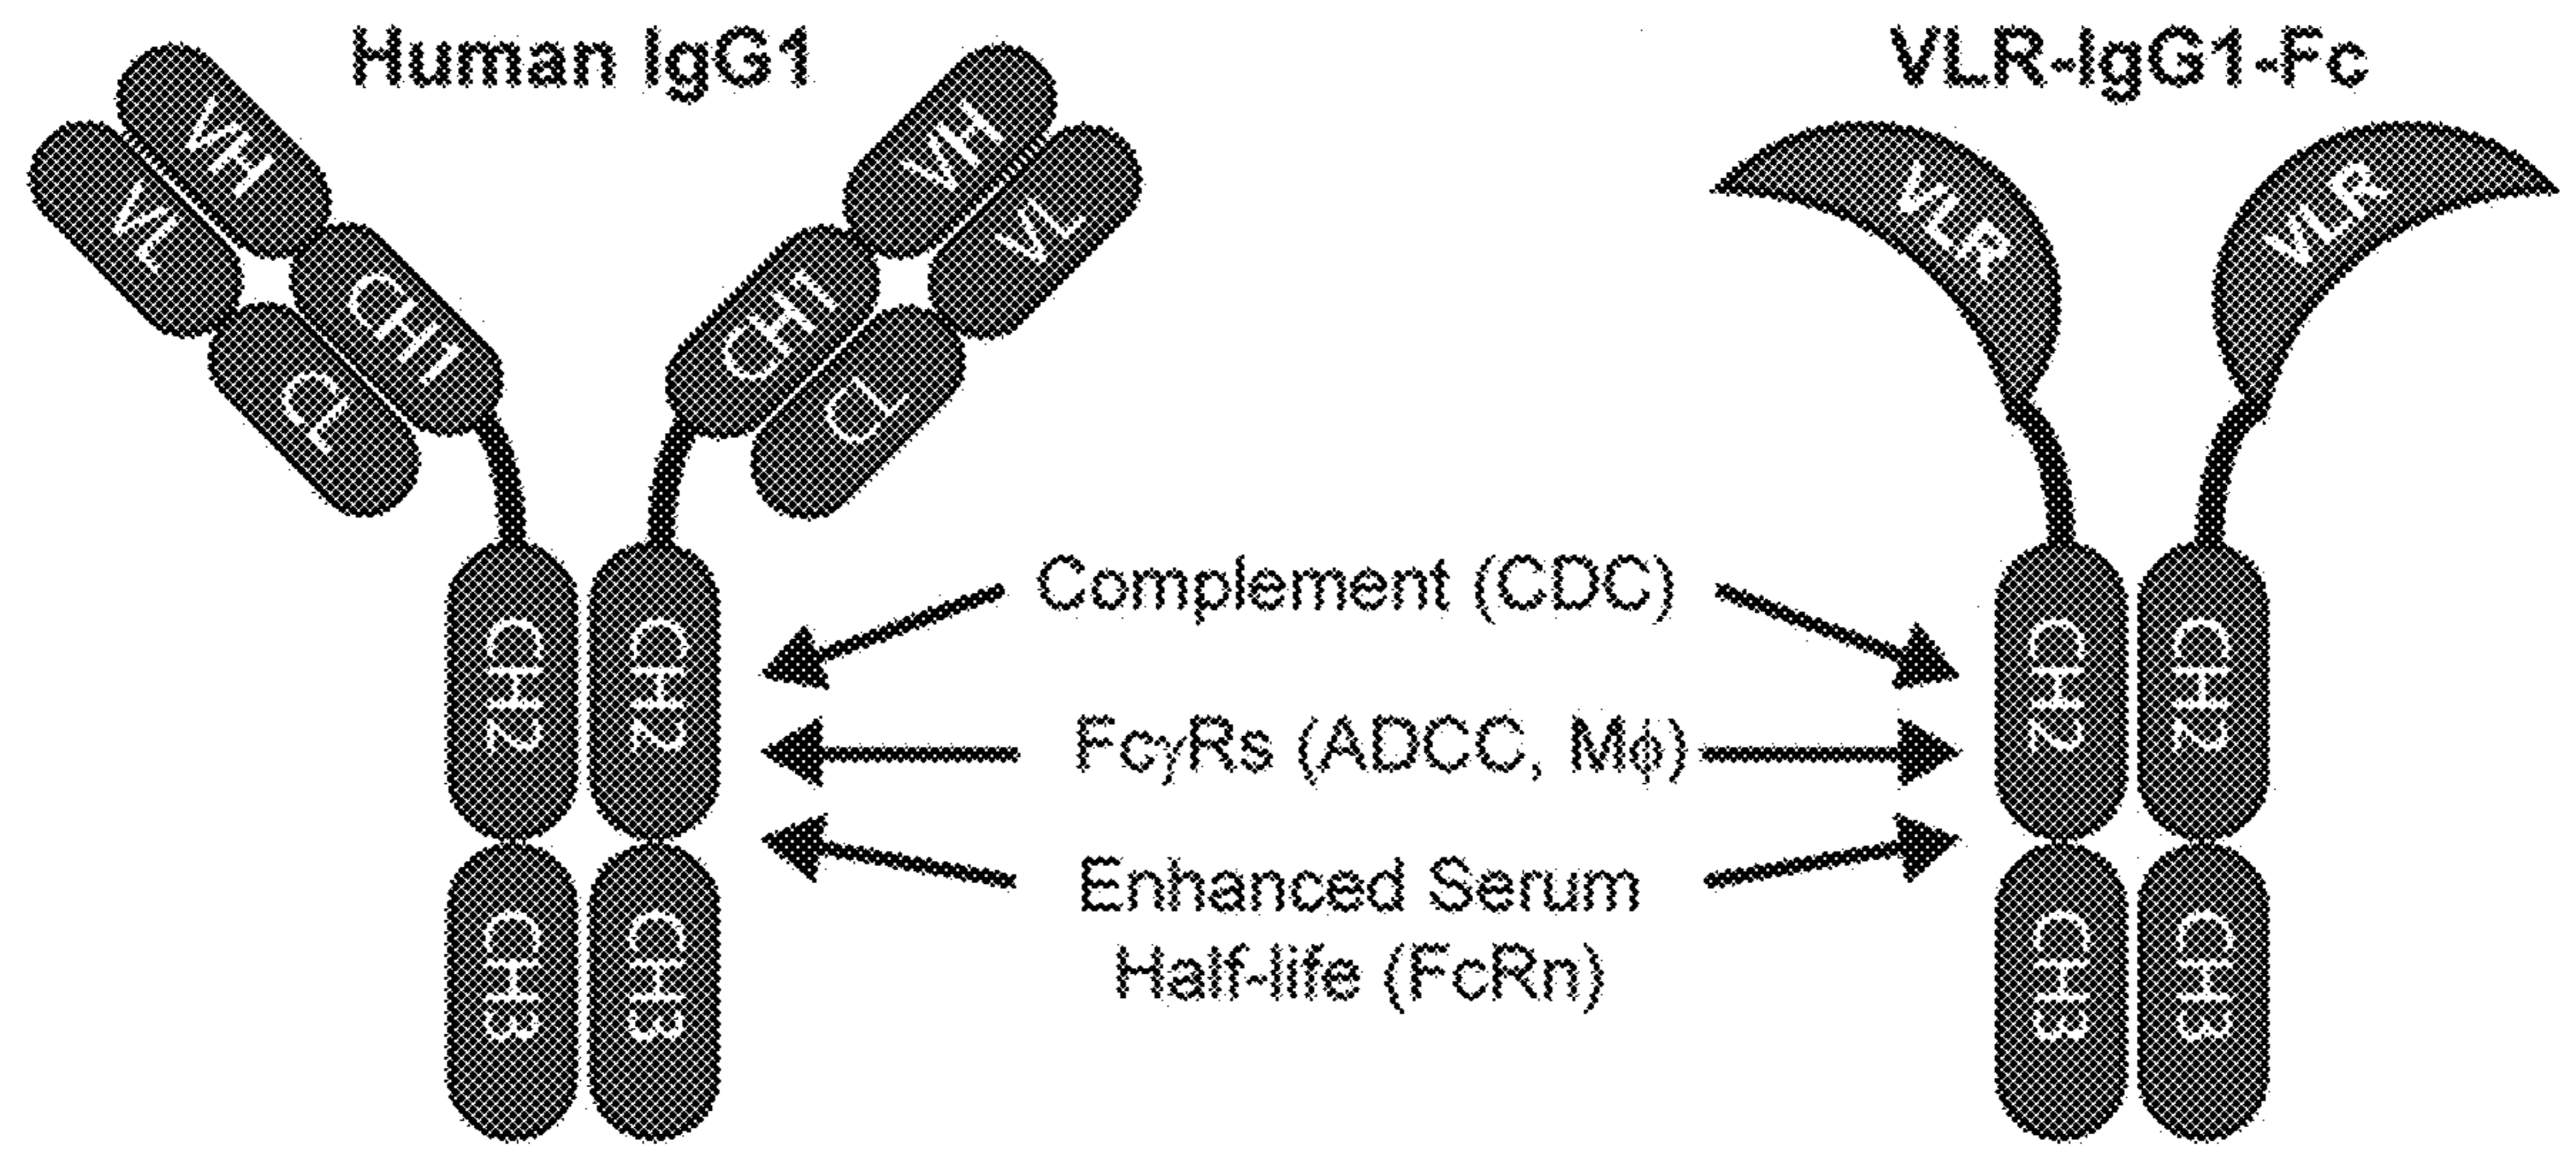 Human IgG1
VLR-IgG1-Fc
VH
VL
CH1
CL
VH
VL
CH1
CL
VLR
VLR
Complement (CDC)
FcγRs (ADCC, Mϕ)
Enhanced Serum
Half-life (FcRn)
CH2
CH2
CH3
CH3
CH2
CH2
CH3
CH3